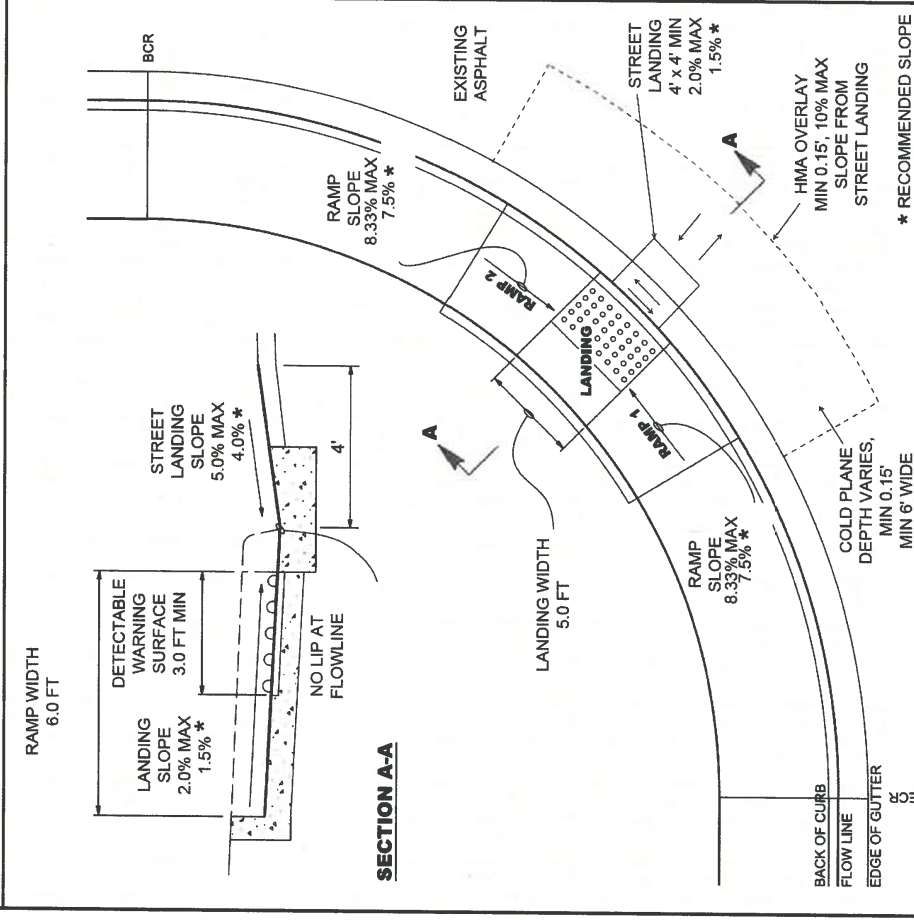 RAMP WIDTH
6.0 FT
DETECTABLE
WARNING
SURFACE
3.0 FT MIN
LANDING
SLOPE
2.0% MAX
1.5% *
STREET
LANDING
SLOPE
5.0% MAX
4.0% *
4'
NO LIP AT
FLOWLINE
SECTION A-A
BCR
RAMP
SLOPE
8.33% MAX
7.5% *
EXISTING
ASPHALT
STREET
LANDING
4' x 4' MIN
2.0% MAX
1.5% *
RAMP 2
LANDING
RAMP 1
A
A
LANDING WIDTH
5.0 FT
RAMP
SLOPE
8.33% MAX
7.5% *
HMA OVERLAY
MIN 0.15', 10% MAX
SLOPE FROM
STREET LANDING
COLD PLANE
DEPTH VARIES,
MIN 0.15'
MIN 6' WIDE
BACK OF CURB
FLOW LINE
EDGE OF GUTTER
ECR
* RECOMMENDED SLOPE